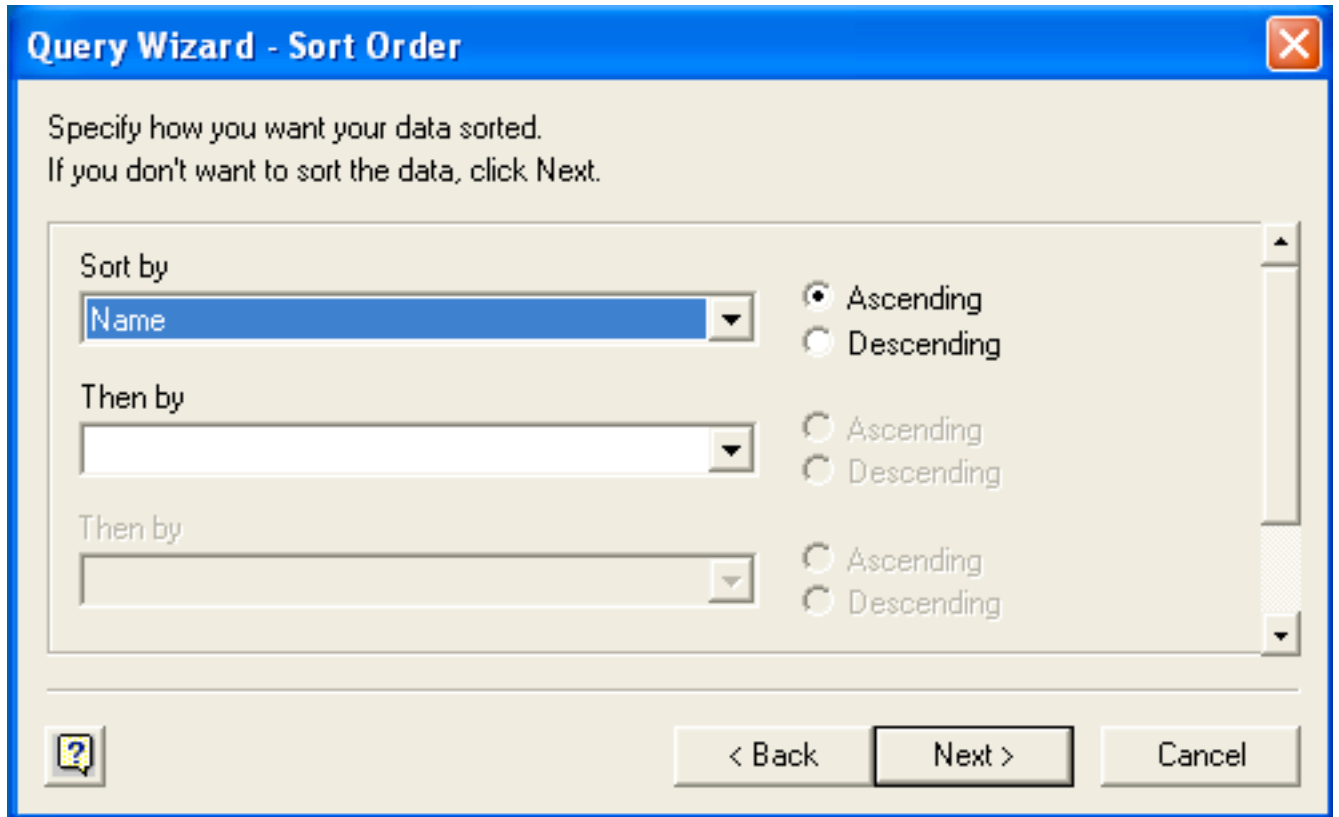 Query Wizard - Sort Order
Specify how you want your data sorted.
If you don't want to sort the data, click Next.
Sort by
Name
Ascending
Descending
Then by
Ascending
Descending
Then by
Ascending
Descending
?
< Back
Next >
Cancel